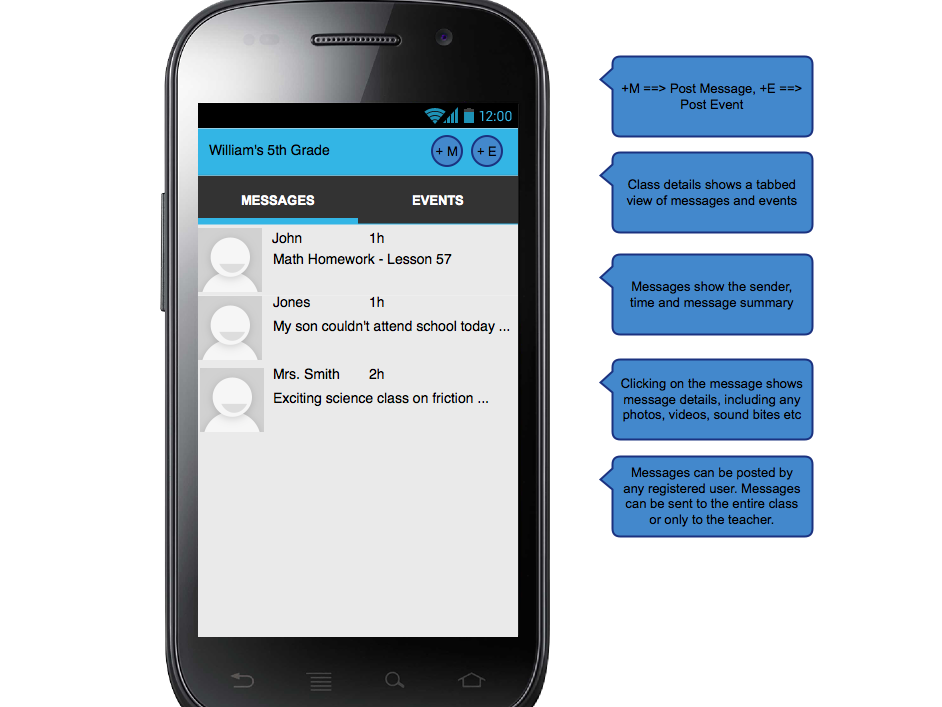 12:00
William's 5th Grade
+ M
+ E
MESSAGES
EVENTS
John 1h
Math Homework - Lesson 57
Jones 1h
My son couldn't attend school today ...
Mrs. Smith 2h
Exciting science class on friction ...
+M ==> Post Message, +E ==>
Post Event
Class details shows a tabbed
view of messages and events
Messages show the sender,
time and message summary
Clicking on the message shows
message details, including any
photos, videos, sound bites etc
Messages can be posted by
any registered user. Messages
can be sent to the entire class
or only to the teacher.